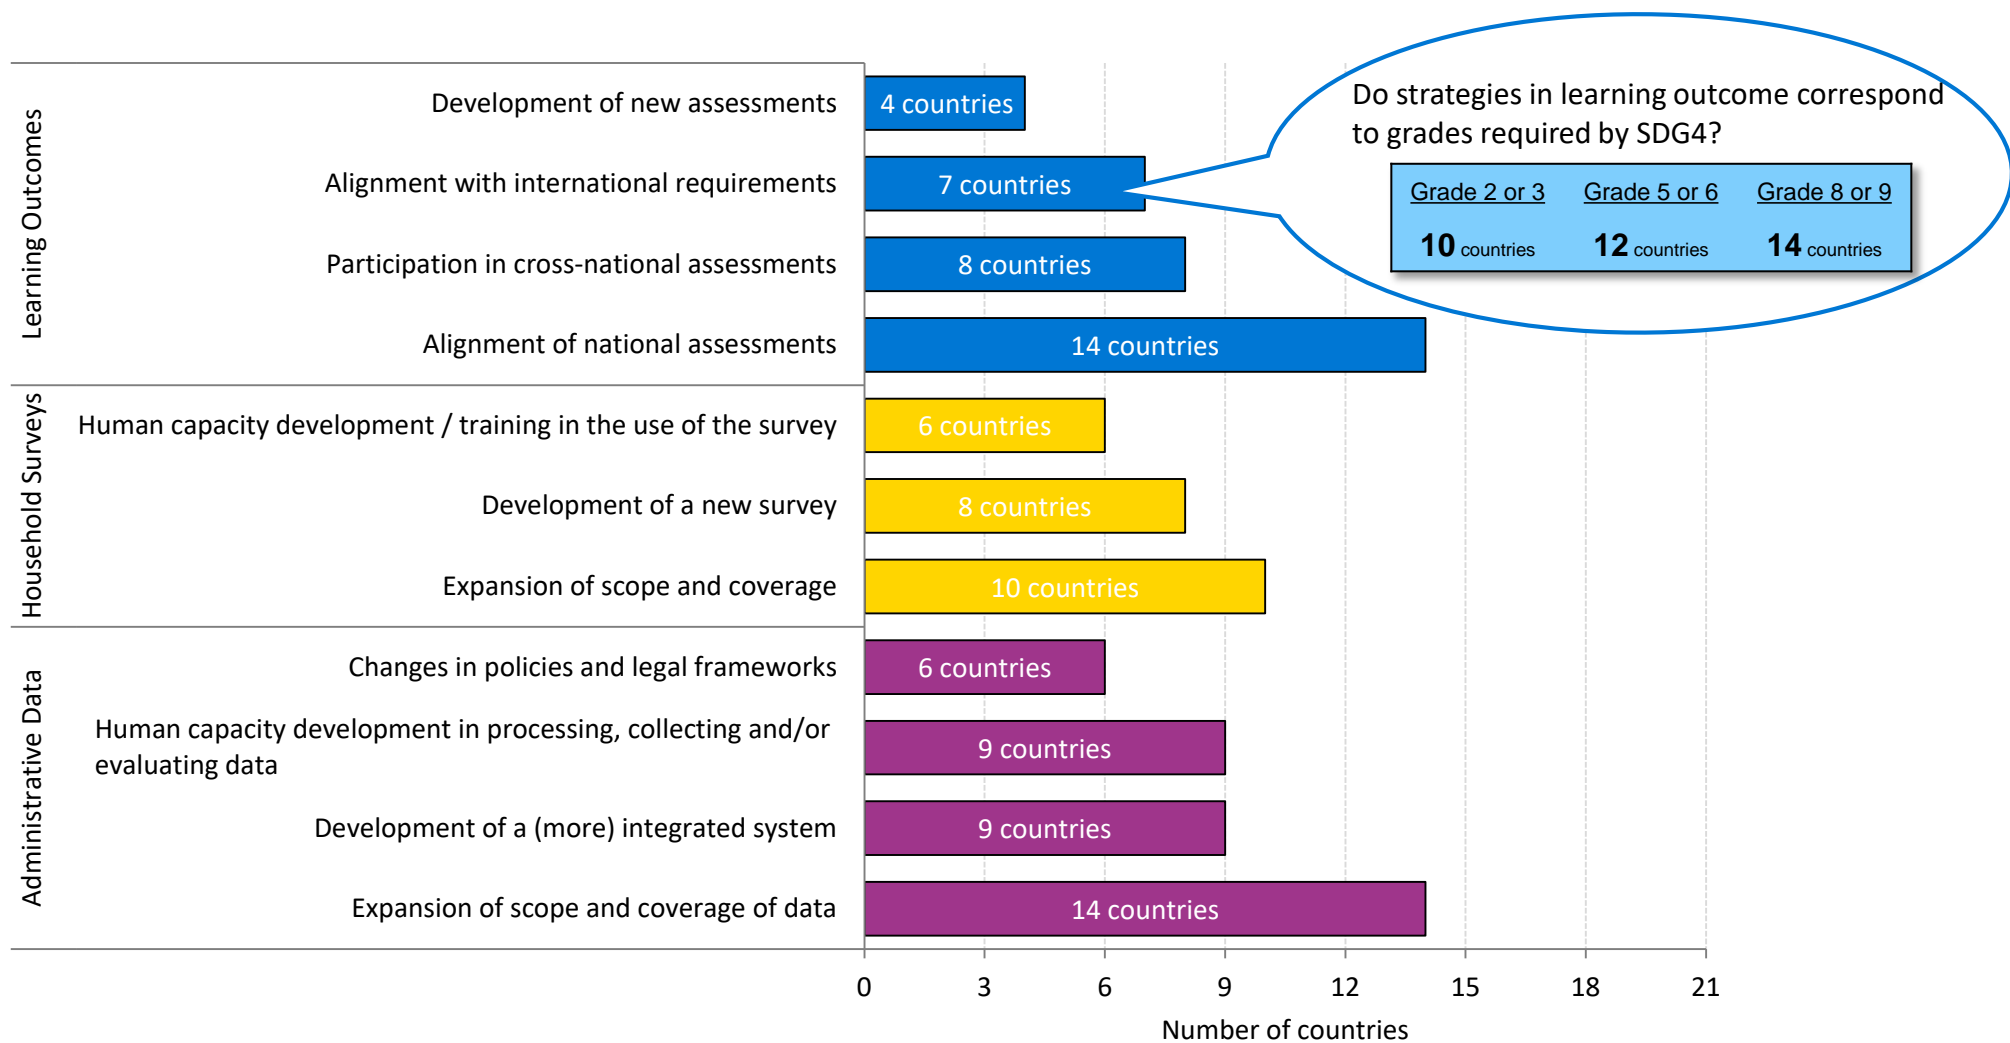 Learning Outcomes
Development of new assessments
4 countries
Alignment with international requirements
7 countries
Participation in cross-national assessments
8 countries
Alignment of national assessments
14 countries
Do strategies in learning outcome correspond
to grades required by SDG4?
Grade 2 or 3 Grade 5 or 6 Grade 8 or 9
10 countries 12 countries 14 countries
Household Surveys
Human capacity development / training in the use of the survey
6 countries
Development of a new survey
8 countries
Expansion of scope and coverage
10 countries
Administrative Data
Changes in policies and legal frameworks
6 countries
Human capacity development in processing, collecting and/or
evaluating data
9 countries
Development of a (more) integrated system
9 countries
Expansion of scope and coverage of data
14 countries
0 3 6 9 12 15 18 21
Number of countries